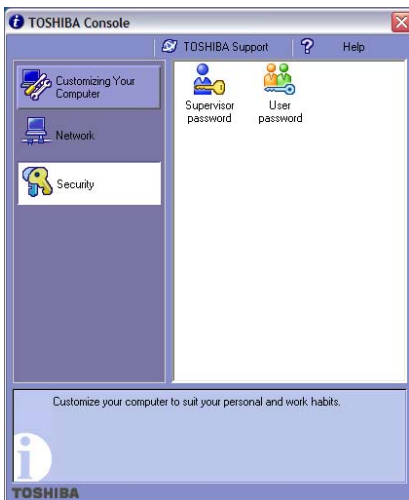 TOSHIBA Console
TOSHIBA Support
? Help
Customizing Your
Computer
Network
Security
Supervisor
password
User
password
Customize your computer to suit your personal and work habits.
TOSHIBA